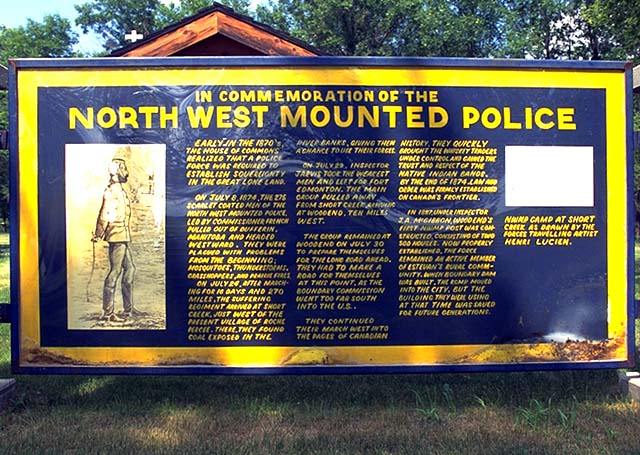 IN COMMEMORATION OF THE
NORTH WEST MOUNTED POLICE
EARLY IN THE 1870's
THE HOUSE OF COMMONS
REALIZED THAT A POLICE
FORCE WAS REQUIRED TO
ESTABLISH SOVEREIGNTY
IN THE GREAT LONE LAND.
ON JULY 8, 1874, THE 275
SCARLET COATED MEN OF THE
NORTH WEST MOUNTED POLICE,
LED BY COMMISSIONER FRENCH
PULLED OUT OF DUFFERIN,
MANITOBA AND HEADED
WESTWARD. THEY WERE
PLAGUED WITH PROBLEMS
FROM THE BEGINNING;
MOSQUITOES, THUNDERSTORMS,
GRASSHOPPERS, AND PRAIRIE FIRES.
ON JULY 24, AFTER MARCH-
ING FOR 16 DAYS AND 270
MILES, THE SUFFERING
REGIMENT ARRIVED AT SHORT
CREEK, JUST WEST OF THE
PRESENT VILLAGE OF ROCHE
PERCEE. THERE, THEY FOUND
COAL EXPOSED IN THE
RIVER BANKS, GIVING THEM
A CHANCE TO USE THEIR FORGES.
ON JULY 29, INSPECTOR
JARVIS TOOK THE WEAKEST
MEN AND LEFT FOR FORT
EDMONTON. THE MAIN
GROUP PULLED AWAY
FROM SHORT CREEK, ARRIVING
AT WOODEND, TEN MILES
WEST.
THE GROUP REMAINED AT
WOODEND ON JULY 30
TO PREPARE THEMSELVES
FOR THE LONG ROAD AHEAD.
THEY HAD TO MAKE A
ROAD FOR THEMSELVES
AT THIS POINT, AS THE
BOUNDARY COMMISSION
WENT TOO FAR SOUTH
INTO THE U.S..
THEY CONTINUED
THEIR MARCH WEST INTO
THE PAGES OF CANADIAN
HISTORY. THEY QUICKLY
BROUGHT THE WHISKEY TRADERS
UNDER CONTROL AND GAINED THE
TRUST AND RESPECT OF THE
NATIVE INDIAN BANDS.
BY THE END OF 1874 LAW AND
ORDER WAS FIRMLY ESTABLISHED
ON CANADA'S FRONTIER.
IN 1887, UNDER INSPECTOR
J.A. McGIBBON, WOODEND'S
FIRST NWMP POST WAS CON-
STRUCTED, CONSISTING OF TWO
SOD HOUSES. NOW PROPERLY
ESTABLISHED, THE FORCE
REMAINED AN ACTIVE MEMBER
OF ESTEVAN'S RURAL COMM-
UNITY. WHEN BOUNDARY DAM
WAS BUILT, THE RCMP MOVED
INTO THE CITY, BUT THE
BUILDING THEY WERE USING
AT THAT TIME WAS SAVED
FOR FUTURE GENERATIONS.
NWMP CAMP AT SHORT
CREEK AS DRAWN BY THE
FORCES TRAVELLING ARTIST
HENRI LUCIEN.